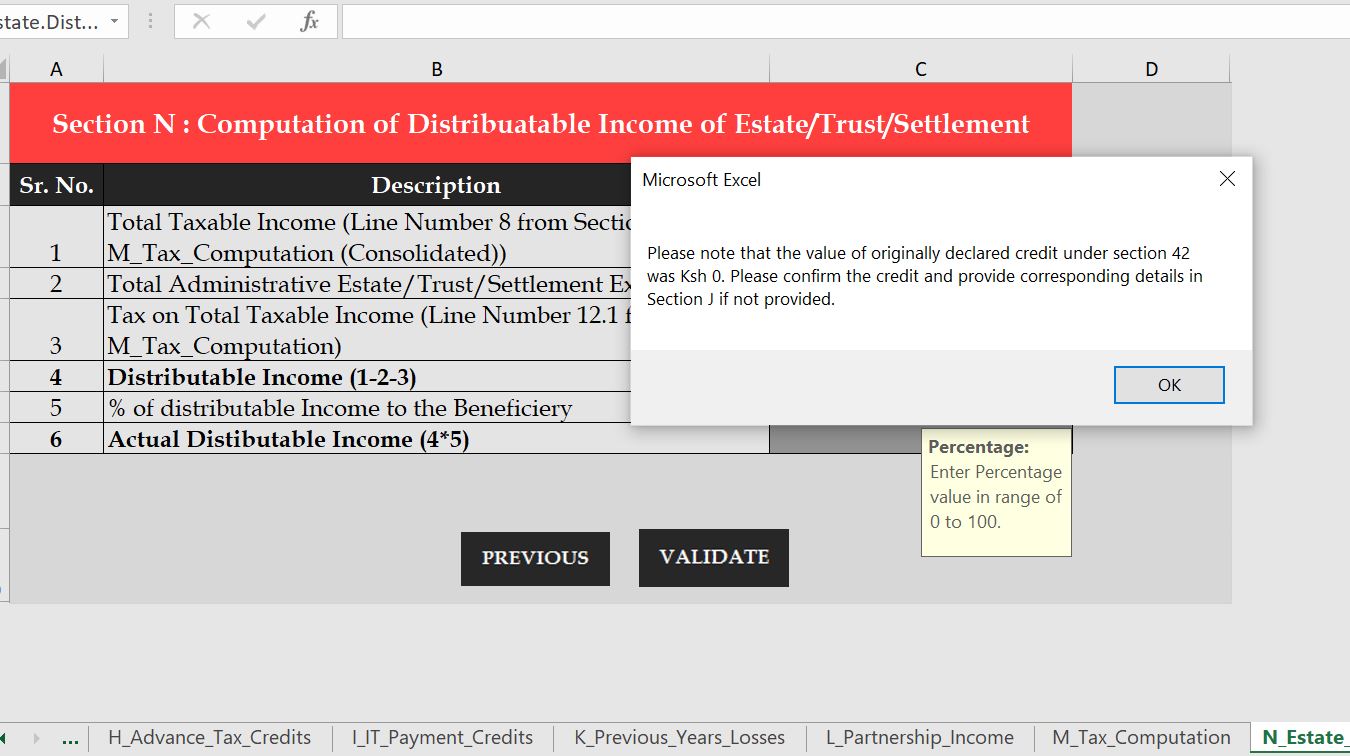 state.Dist...
fx
A B C D
Section N : Computation of Distribuatable Income of Estate/Trust/Settlement
Sr. No. Description
Total Taxable Income (Line Number 8 from
1 M_Tax_Computation (Consolidated))
2 Total Administrative Estate/Trust/Settlement
Tax on Total Taxable Income (Line Number 12.1
3 M_Tax_Computation)
4 Distributable Income (1-2-3)
5 % of distributable Income to the Beneficiery
6 Actual Distibutable Income (4*5)
Microsoft Excel
Please note that the value of originally declared credit under section 42
was Ksh 0. Please confirm the credit and provide corresponding details in
Section J if not provided.
OK
Percentage:
Enter Percentage
value in range of
0 to 100.
PREVIOUS VALIDATE
... H_Advance_Tax_Credits I_IT_Payment_Credits K_Previous_Years_Losses L_Partnership_Income M_Tax_Computation N_Estate_